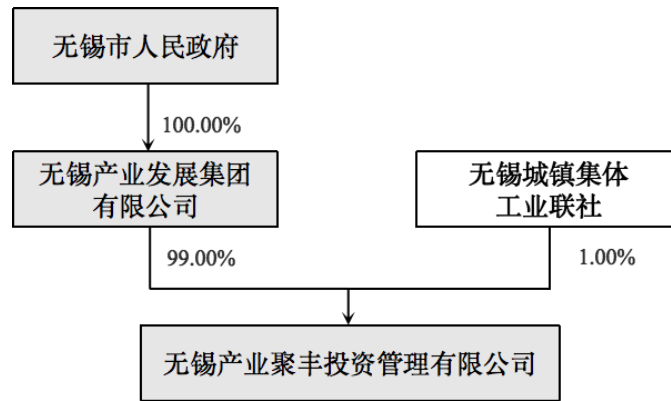 无锡市人民政府
100.00%
无锡产业发展集团
有限公司
无锡城镇集体
工业联社
99.00%
1.00%
无锡产业聚丰投资管理有限公司